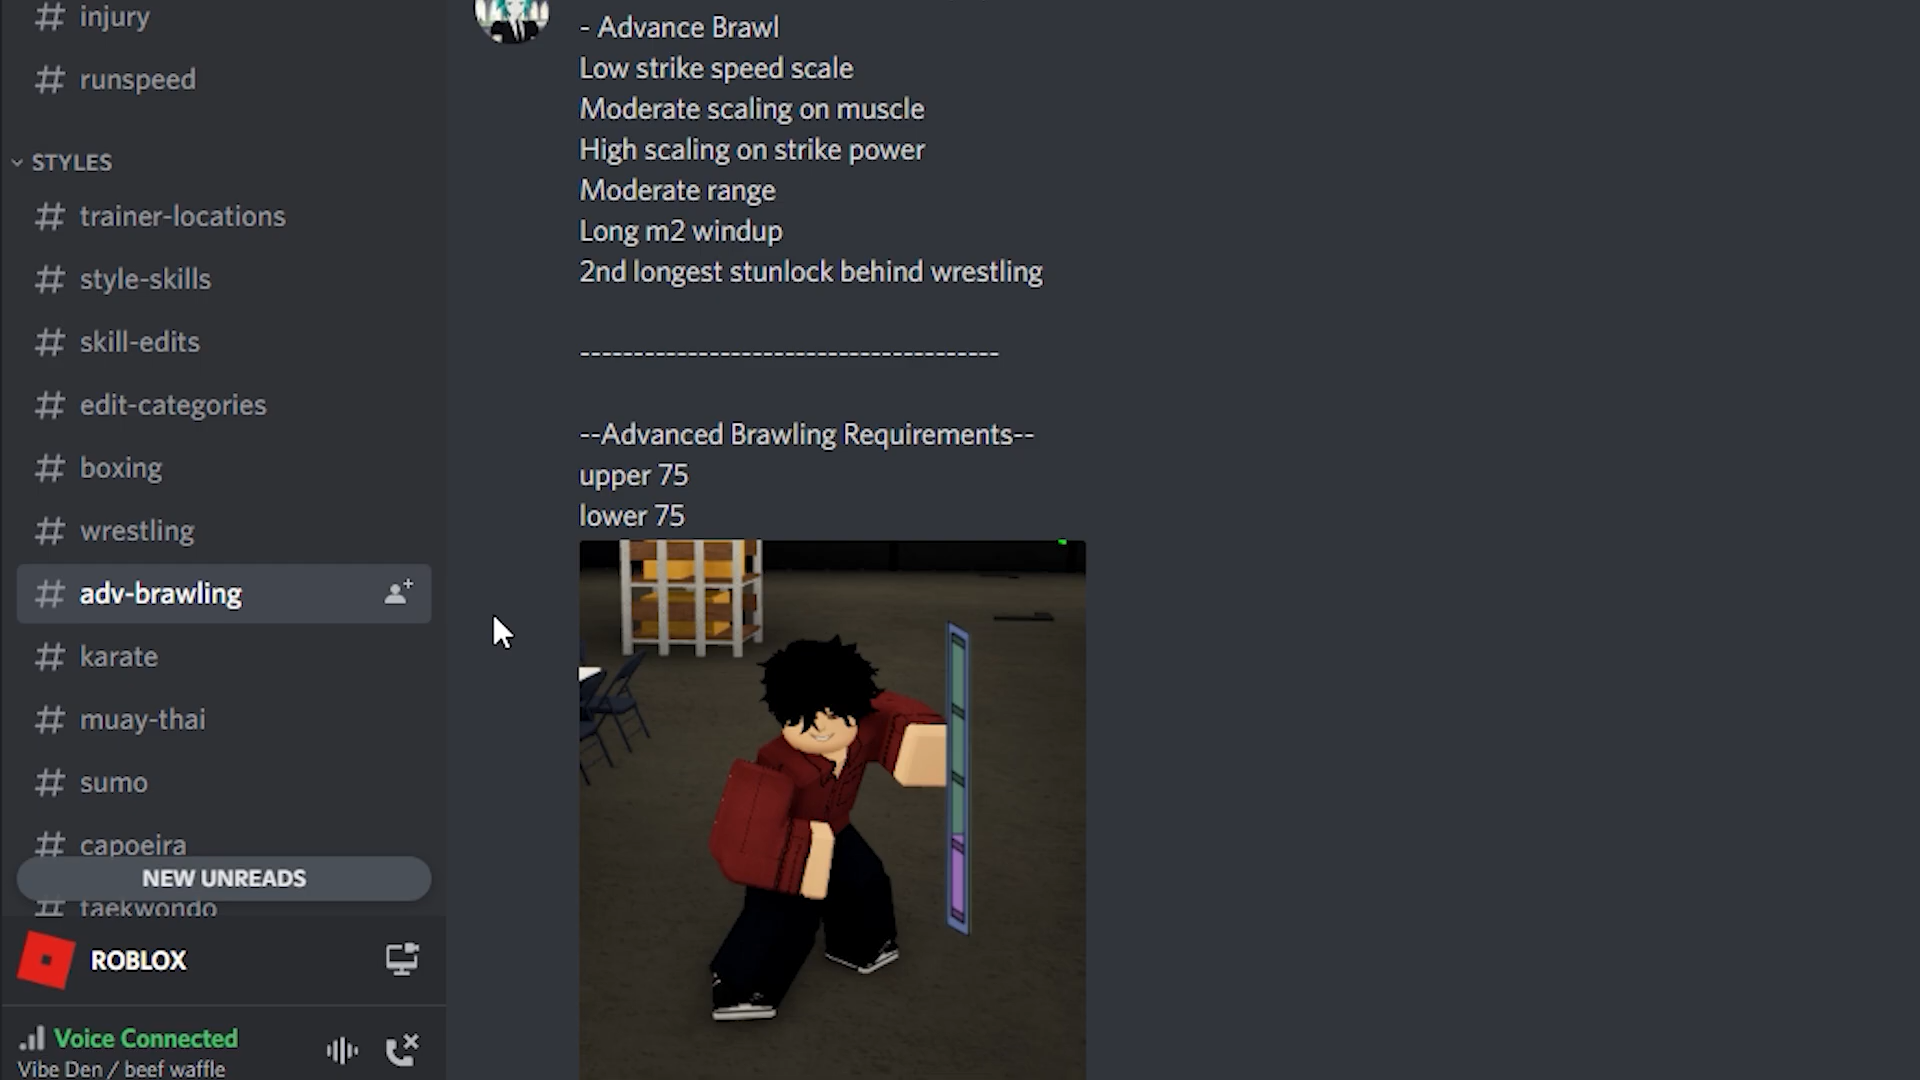 injury
runspeed
STYLES
trainer-locations
style-skills
skill-edits
edit-categories
boxing
wrestling
adv-brawling
karate
muay-thai
sumo
capoeira
NEW UNREADS
taekwondo
ROBLOX
Voice Connected
Vibe Den / beef waffle
- Advance Brawl
Low strike speed scale
Moderate scaling on muscle
High scaling on strike power
Moderate range
Long m2 windup
2nd longest stunlock behind wrestling
---------------------------------------
--Advanced Brawling Requirements--
upper 75
lower 75